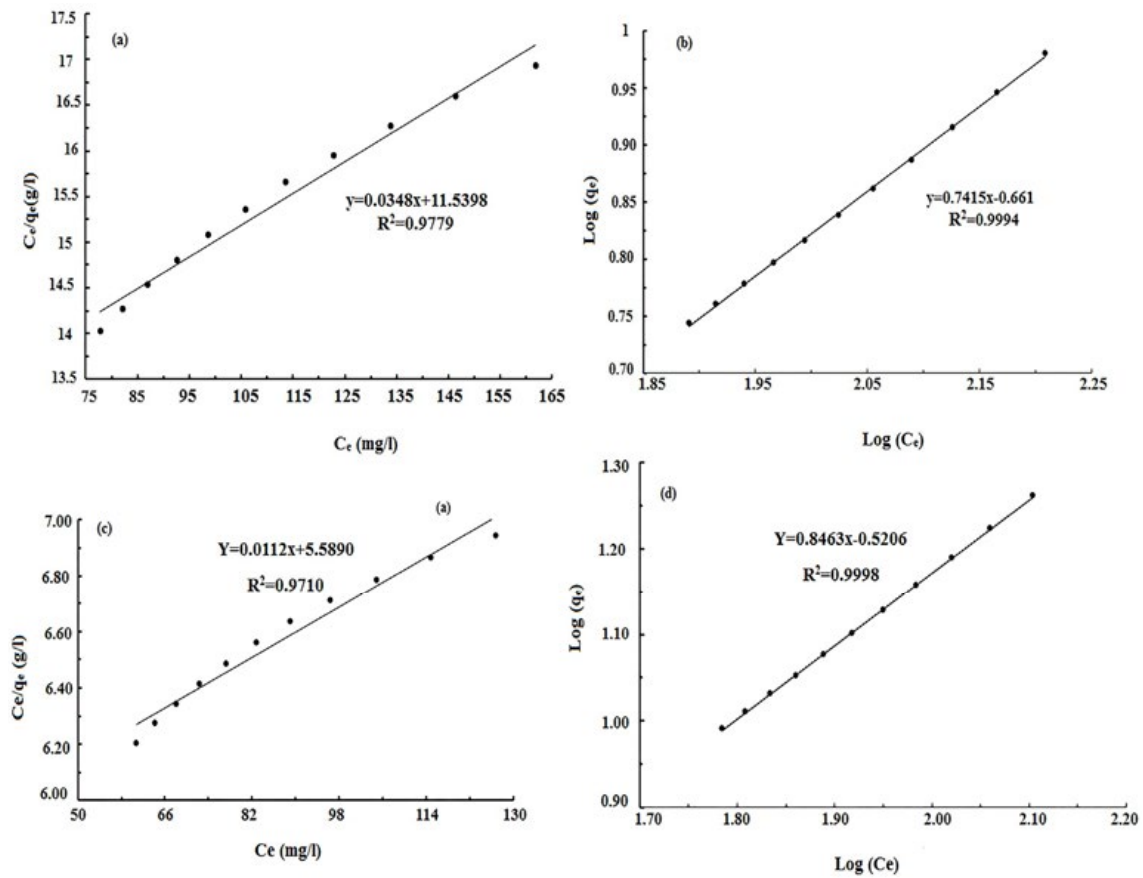 (a)
17.5
17
16.5
16
15.5
15
14.5
14
13.5
Ce/qe(g/l)
y=0.0348x+11.5398
R²=0.9779
75 85 95 105 115 125 135 145 155 165
Ce (mg/l)
(b)
1
0.95
0.90
0.85
0.80
0.75
0.70
Log (qe)
y=0.7415x-0.661
R²=0.9994
1.85 1.95 2.05 2.15 2.25
Log (Ce)
(c)
(a)
7.00
6.80
6.60
6.40
6.20
6.00
Ce/qe (g/l)
Y=0.0112x+5.5890
R²=0.9710
50 66 82 98 114 130
Ce (mg/l)
(d)
1.30
1.20
1.10
1.00
0.90
Log (qe)
Y=0.8463x-0.5206
R²=0.9998
1.70 1.80 1.90 2.00 2.10 2.20
Log (Ce)